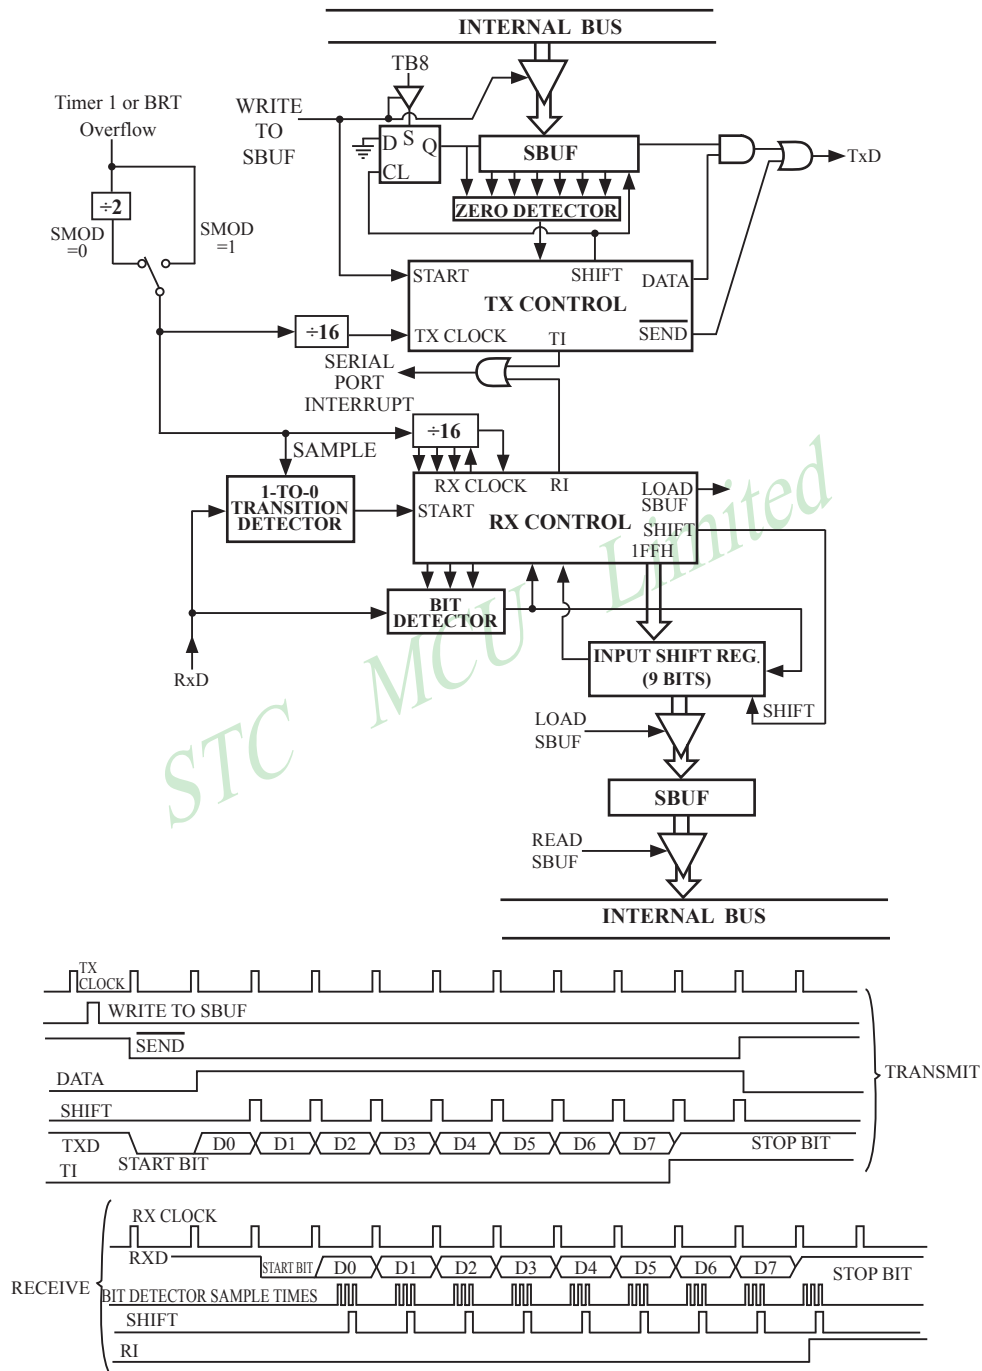 INTERNAL BUS
TB8
Timer 1 or BRT
Overflow
WRITE
TO
SBUF
D S Q
CL
SBUF
TxD
÷2
ZERO DETECTOR
SMOD
=0
SMOD
=1
START
SHIFT
DATA
TX CONTROL
÷16
TX CLOCK
TI
SEND
SERIAL
PORT
INTERRUPT
÷16
SAMPLE
1-TO-0
TRANSITION
DETECTOR
RX CLOCK
RI
LOAD
SBUF
START
RX CONTROL
SHIFT
1FFH
BIT
DETECTOR
RxD
INPUT SHIFT REG.
(9 BITS)
SHIFT
LOAD
SBUF
SBUF
READ
SBUF
INTERNAL BUS
STC MCU Limited
TX
CLOCK
WRITE TO SBUF
SEND
DATA
TRANSMIT
SHIFT
TXD
START BIT
D0 D1 D2 D3 D4 D5 D6 D7
STOP BIT
TI
RX CLOCK
RXD
START BIT
D0 D1 D2 D3 D4 D5 D6 D7
STOP BIT
RECEIVE
BIT DETECTOR SAMPLE TIMES
SHIFT
RI